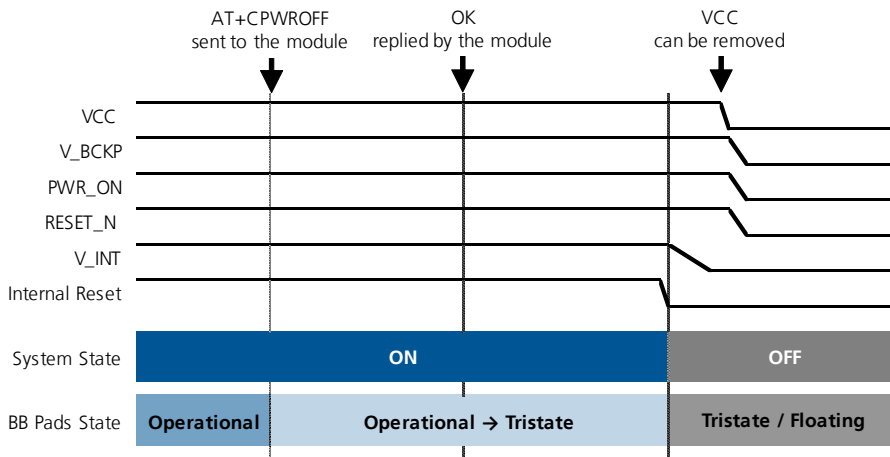 AT+CPWROFF
sent to the module
OK
replied by the module
VCC
can be removed
VCC
V_BCKP
PWR_ON
RESET_N
V_INT
Internal Reset
System State
ON
OFF
BB Pads State
Operational
Operational → Tristate
Tristate / Floating